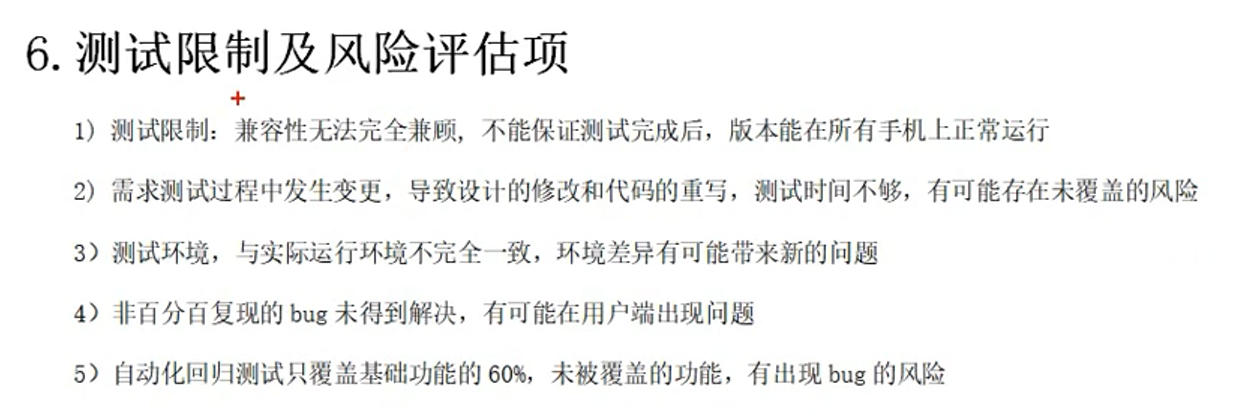 6. 测试限制及风险评估项
1) 测试限制：兼容性无法完全兼顾, 不能保证测试完成后，版本能在所有手机上正常运行
2) 需求测试过程中发生变更，导致设计的修改和代码的重写，测试时间不够，有可能存在未覆盖的风险
3）测试环境，与实际运行环境不完全一致，环境差异有可能带来新的问题
4）非百分百复现的 bug 未得到解决，有可能在用户端出现问题
5）自动化回归测试只覆盖基础功能的 60%，未被覆盖的功能，有出现 bug 的风险